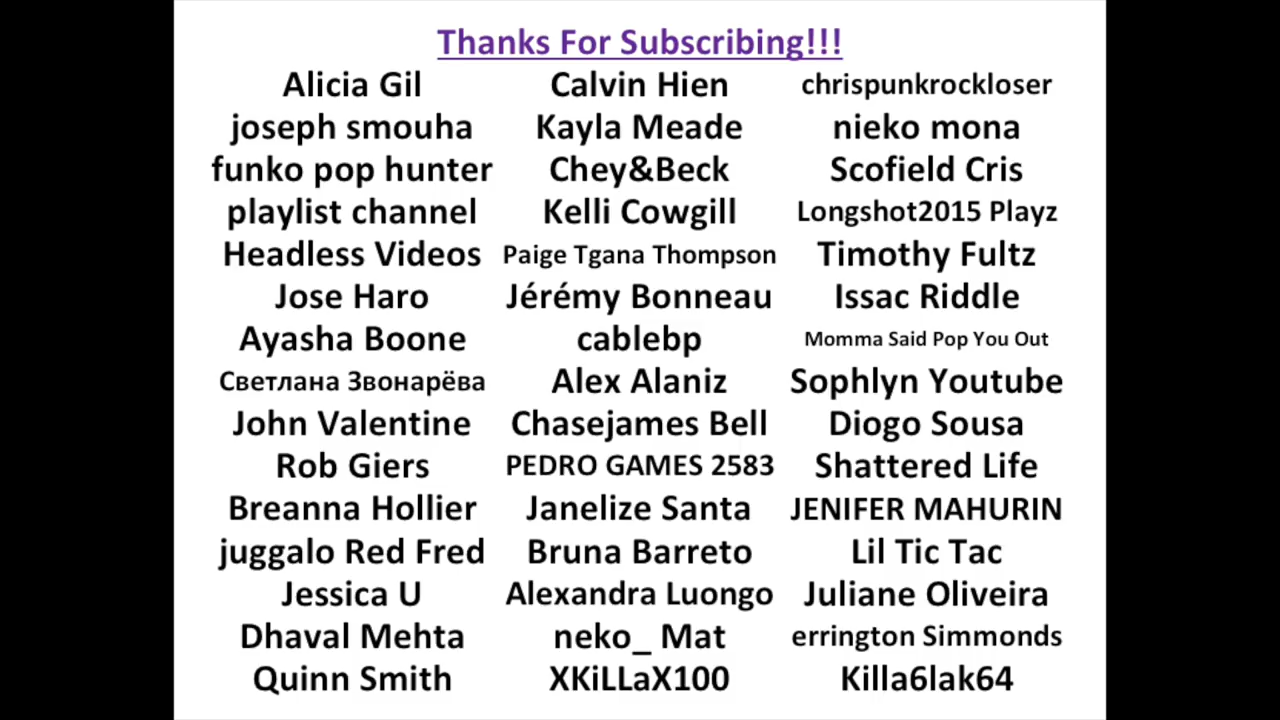 Thanks For Subscribing!!!
Alicia Gil Calvin Hien chrispunkrockloser
joseph smouha Kayla Meade nieko mona
funko pop hunter Chey&Beck Scofield Cris
playlist channel Kelli Cowgill Longshot2015 Playz
Headless Videos Paige Tgana Thompson Timothy Fultz
Jose Haro Jérémy Bonneau Issac Riddle
Ayasha Boone cablebp Momma Said Pop You Out
Светлана Звонарёва Alex Alaniz Sophlyn Youtube
John Valentine Chasejames Bell Diogo Sousa
Rob Giers PEDRO GAMES 2583 Shattered Life
Breanna Hollier Janelize Santa JENIFER MAHURIN
juggalo Red Fred Bruna Barreto Lil Tic Tac
Jessica U Alexandra Luongo Juliane Oliveira
Dhaval Mehta neko_ Mat errington Simmonds
Quinn Smith XKiLLaX100 Killa6lak64